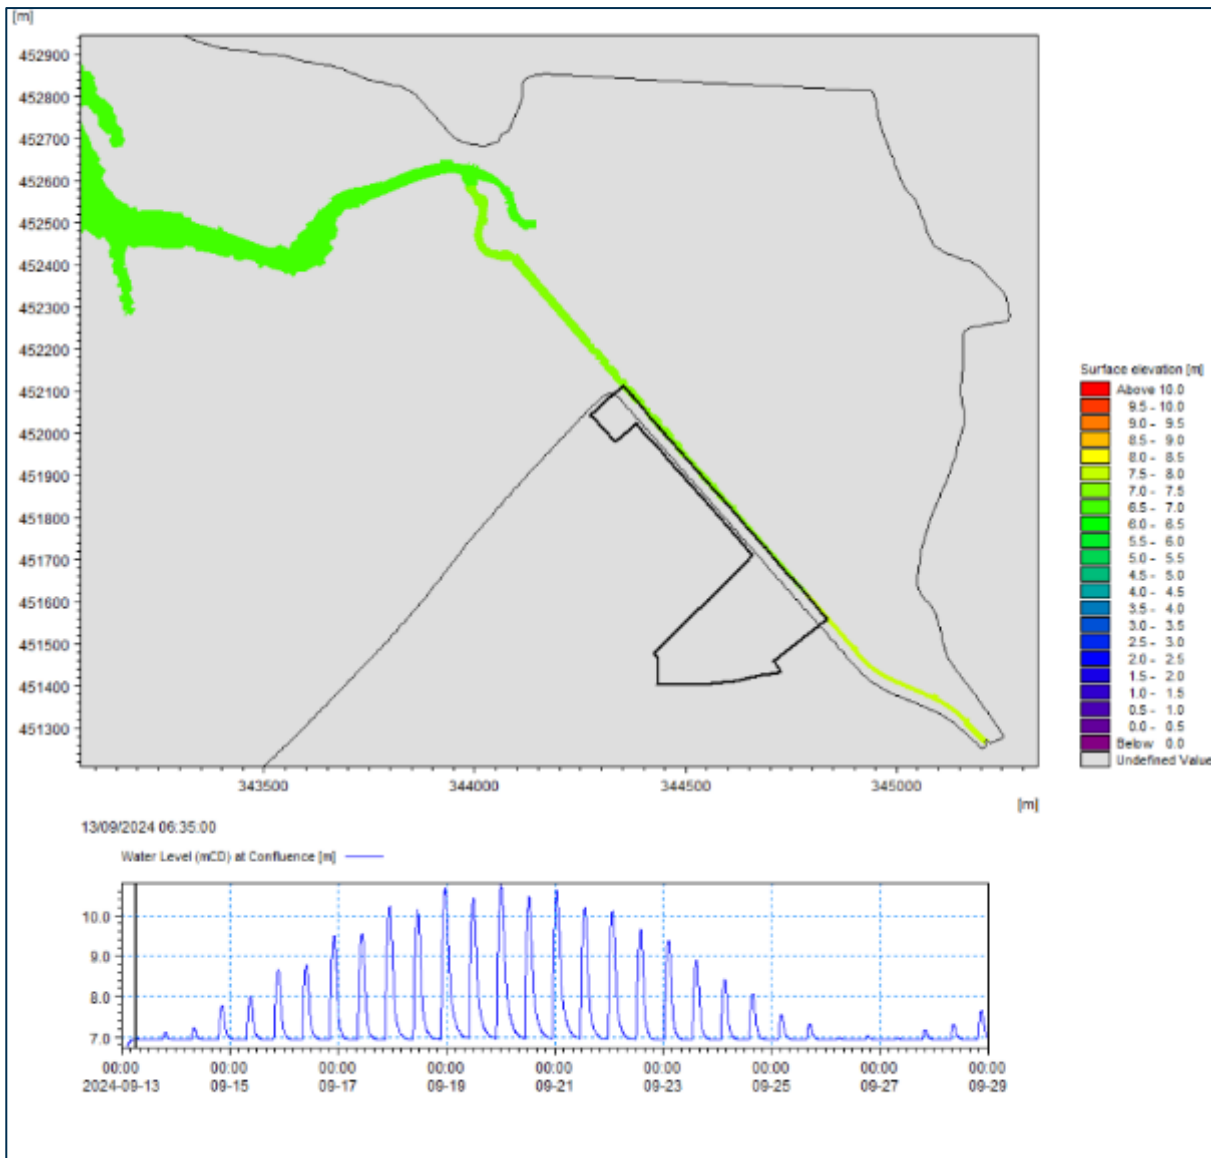 [m]
452900
452800
452700
452600
452500
452400
452300
452200
452100
452000
451900
451800
451700
451600
451500
451400
451300
343500 344000 344500 345000
[m]
Surface elevation [m]
Above 10.0
9.5 - 10.0
9.0 - 9.5
8.5 - 9.0
8.0 - 8.5
7.5 - 8.0
7.0 - 7.5
6.5 - 7.0
6.0 - 6.5
5.5 - 6.0
5.0 - 5.5
4.5 - 5.0
4.0 - 4.5
3.5 - 4.0
3.0 - 3.5
2.5 - 3.0
2.0 - 2.5
1.5 - 2.0
1.0 - 1.5
0.5 - 1.0
0.0 - 0.5
Below 0.0
Undefined Value
13/09/2024 06:35:00
Water Level (mCD) at Confluence [m]
10.0
9.0
8.0
7.0
00:00 00:00 00:00 00:00 00:00 00:00 00:00 00:00 00:00
2024-09-13 09-15 09-17 09-19 09-21 09-23 09-25 09-27 09-29